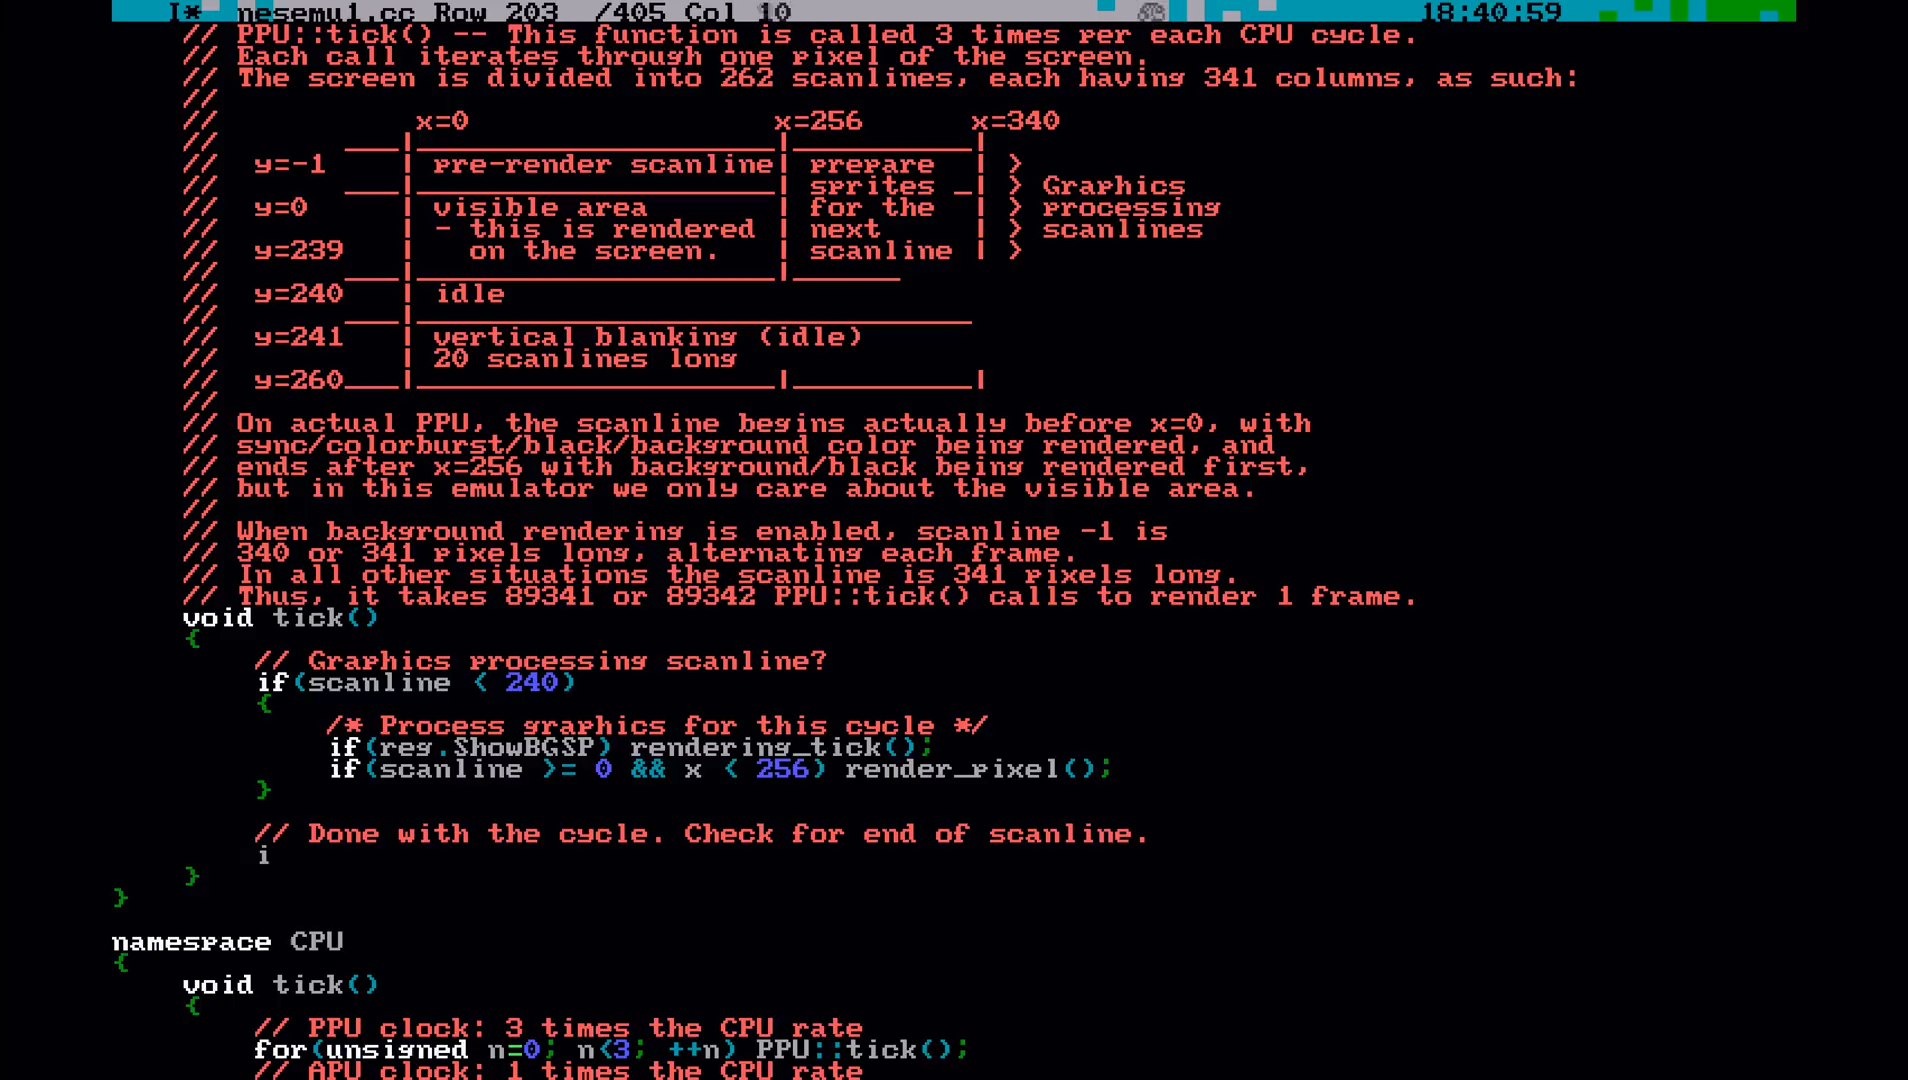 I* nesemu1.cc Row 203 /405 Col 10 18:40:59
// PPU::tick() -- This function is called 3 times per each CPU cycle.
// Each call iterates through one pixel of the screen.
// The screen is divided into 262 scanlines, each having 341 columns, as such:
//
//           x=0                 x=256      x=340
//       ___|____________________|__________|
// y=-1     | pre-render scanline| prepare  | >
//       ___|____________________| sprites _| > Graphics
// y=0      | visible area       | for the  | > processing
//          | - this is rendered | next     | > scanlines
// y=239    |   on the screen.   | scanline | >
//       ___|____________________|______
// y=240    | idle
//       ___|_______________________________
// y=241    | vertical blanking (idle)
//          | 20 scanlines long
// y=260____|____________________|__________|
//
// On actual PPU, the scanline begins actually before x=0, with
// sync/colorburst/black/background color being rendered, and
// ends after x=256 with background/black being rendered first,
// but in this emulator we only care about the visible area.
//
// When background rendering is enabled, scanline -1 is
// 340 or 341 pixels long, alternating each frame.
// In all other situations the scanline is 341 pixels long.
// Thus, it takes 89341 or 89342 PPU::tick() calls to render 1 frame.
void tick()
{
// Graphics processing scanline?
if(scanline < 240)
{
/* Process graphics for this cycle */
if(reg.ShowBGSP) rendering_tick();
if(scanline >= 0 && x < 256) render_pixel();
}
// Done with the cycle. Check for end of scanline.
i
}
}
namespace CPU
{
void tick()
{
// PPU clock: 3 times the CPU rate
for(unsigned n=0; n<3; ++n) PPU::tick();
// APU clock: 1 times the CPU rate